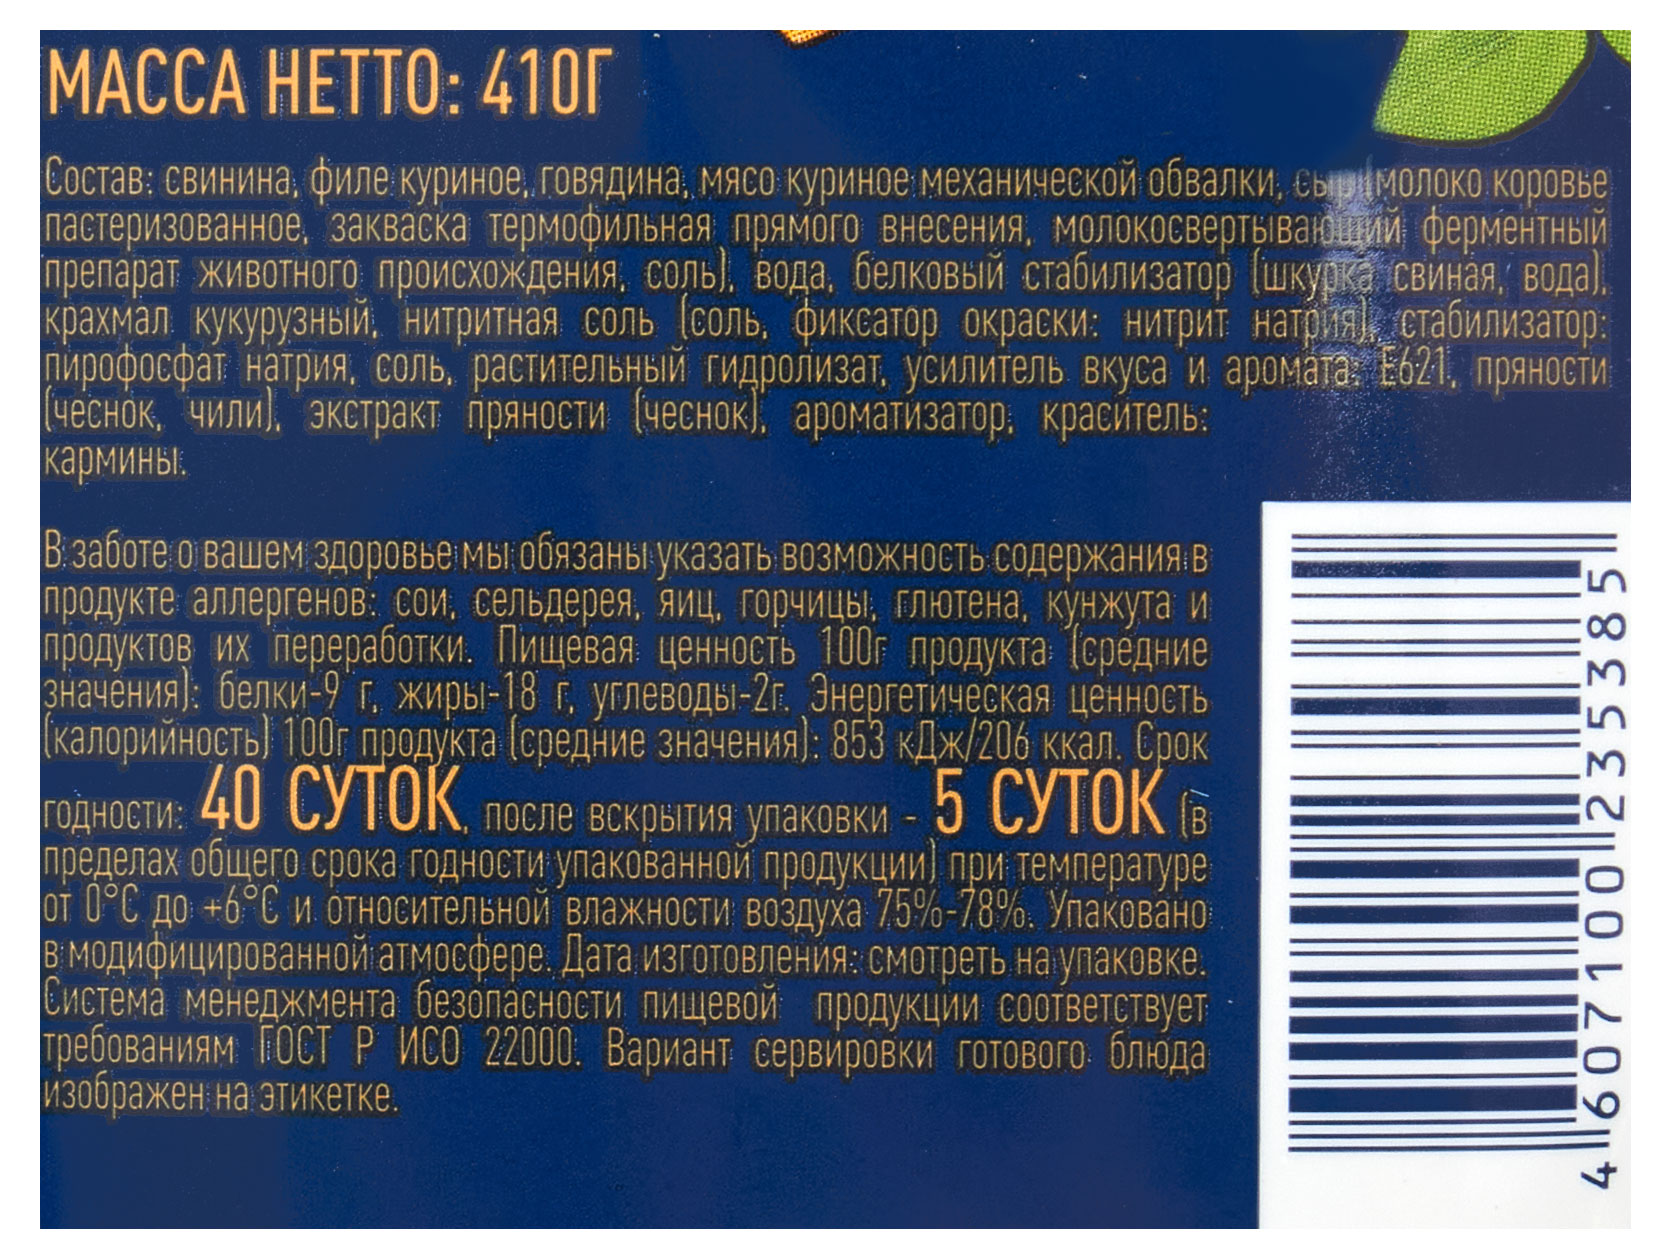 МАССА НЕТТО: 410Г
Состав: свинина, филе куриное, говядина, мясо куриное механической обвалки, сыр (молоко коровье
пастеризованное, закваска термофильная прямого внесения, молокосвертывающий ферментный
препарат животного происхождения, соль), вода, белковый стабилизатор (шкурка свиная, вода),
крахмал кукурузный, нитритная соль (соль, фиксатор окраски: нитрит натрия), стабилизатор:
пирофосфат натрия, соль, растительный гидролизат, усилитель вкуса и аромата: Е621, пряности
(чеснок, чили), экстракт пряности (чеснок), ароматизатор, краситель:
кармины.
В заботе о вашем здоровье мы обязаны указать возможность содержания в
продукте аллергенов: сои, сельдерея, яиц, горчицы, глютена, кунжута и
продуктов их переработки. Пищевая ценность 100г продукта (средние
значения): белки-9 г, жиры-18 г, углеводы-2г. Энергетическая ценность
(калорийность) 100г продукта (средние значения): 853 кДж/206 ккал. Срок
годности: 40 СУТОК, после вскрытия упаковки - 5 СУТОК (в
пределах общего срока годности упакованной продукции) при температуре
от 0°С до +6°С и относительной влажности воздуха 75%-78%. Упаковано
в модифицированной атмосфере. Дата изготовления: смотреть на упаковке.
Система менеджмента безопасности пищевой продукции соответствует
требованиям ГОСТ Р ИСО 22000. Вариант сервировки готового блюда
изображен на этикетке.
4 607100 235385